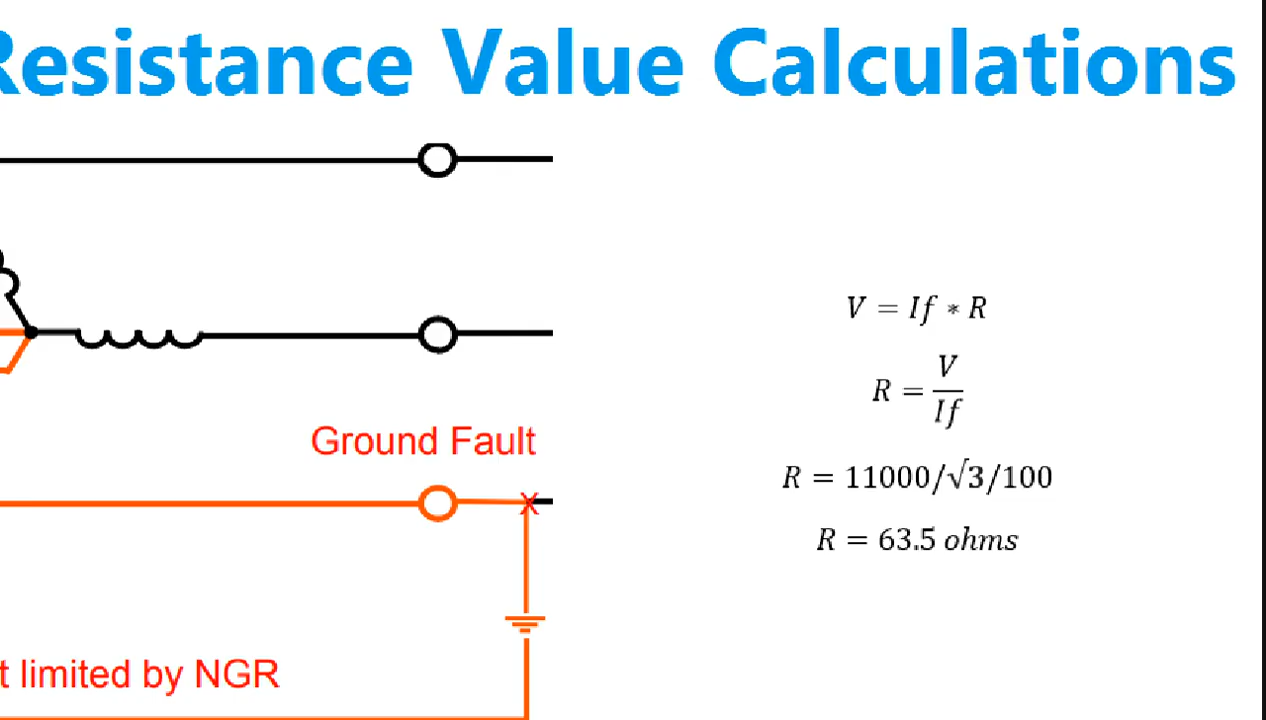 Resistance Value Calculations
V = If * R
R = V/If
Ground Fault
R = 11000/√3/100
R = 63.5 ohms
t limited by NGR